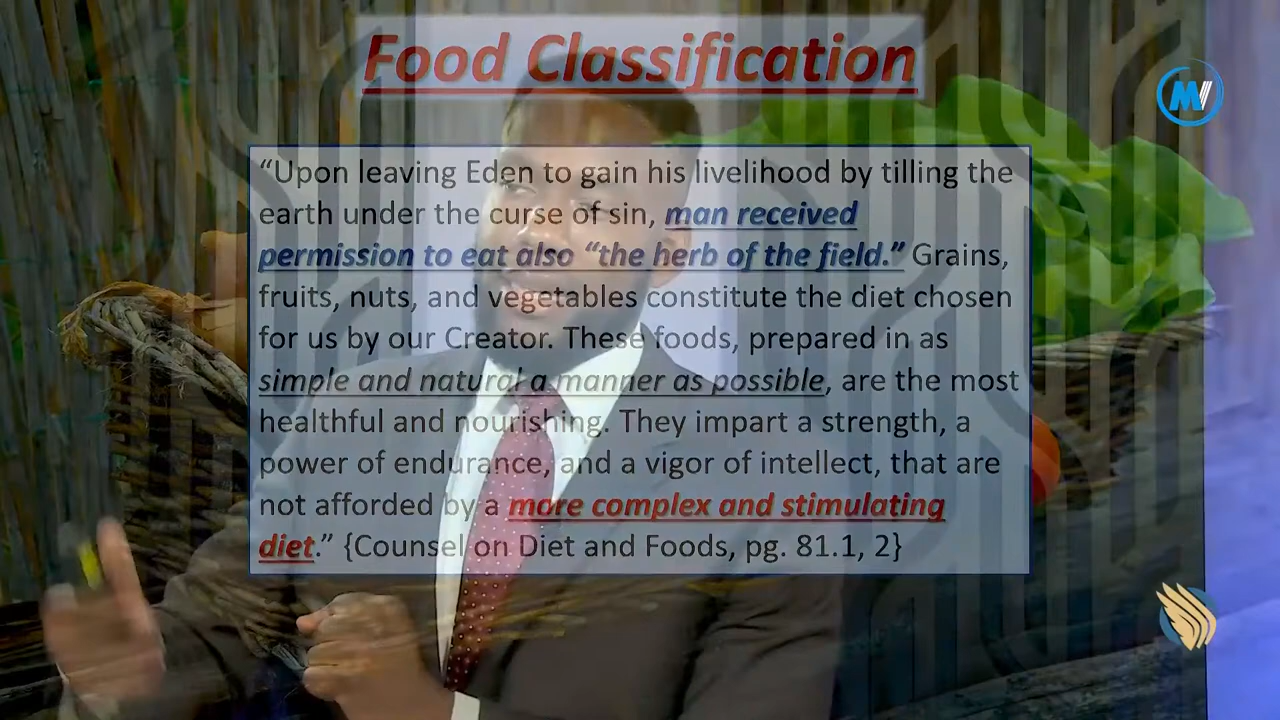 Food Classification
“Upon leaving Eden to gain his livelihood by tilling the
earth under the curse of sin, man received
permission to eat also “the herb of the field.” Grains,
fruits, nuts, and vegetables constitute the diet chosen
for us by our Creator. These foods, prepared in as
simple and natural a manner as possible, are the most
healthful and nourishing. They impart a strength, a
power of endurance, and a vigor of intellect, that are
not afforded by a more complex and stimulating
diet.” {Counsel on Diet and Foods, pg. 81.1, 2}